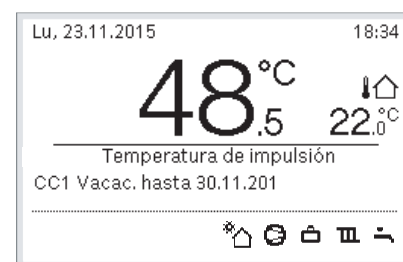 Lu, 23.11.2015 18:34
48.5 °C
22.0 °C
Temperatura de impulsión
CC1 Vacac. hasta 30.11.201